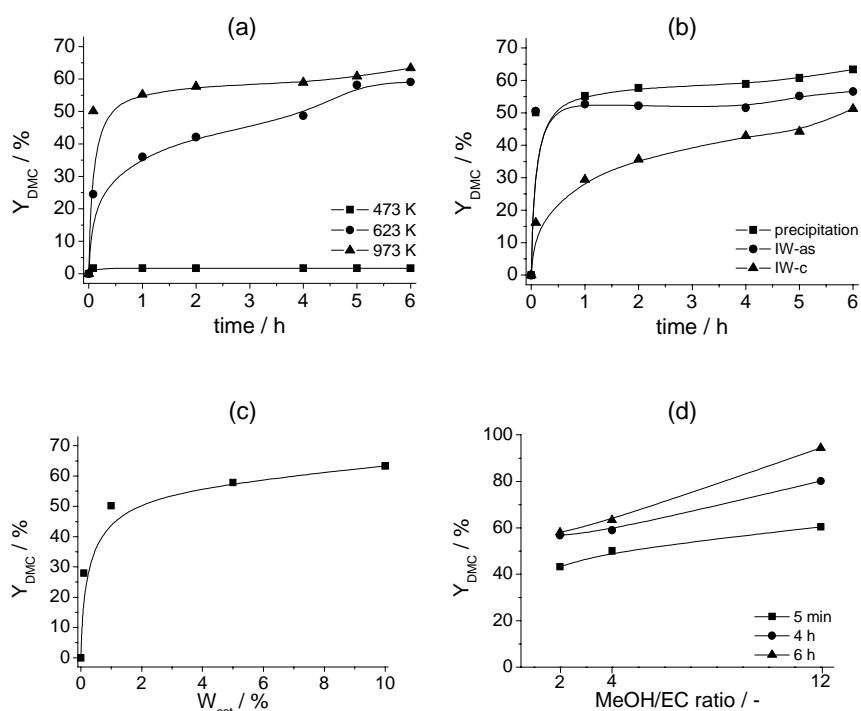 (a)
70
60
50
40
30
20
10
0
Y_DMC / %
473 K
623 K
973 K
0 1 2 3 4 5 6
time / h
(b)
70
60
50
40
30
20
10
0
Y_DMC / %
precipitation
IW-as
IW-c
0 1 2 3 4 5 6
time / h
(c)
70
60
50
40
30
20
10
0
Y_DMC / %
0 2 4 6 8 10
W_cat / %
(d)
100
80
60
40
20
0
Y_DMC / %
5 min
4 h
6 h
2 4 12
MeOH/EC ratio / -